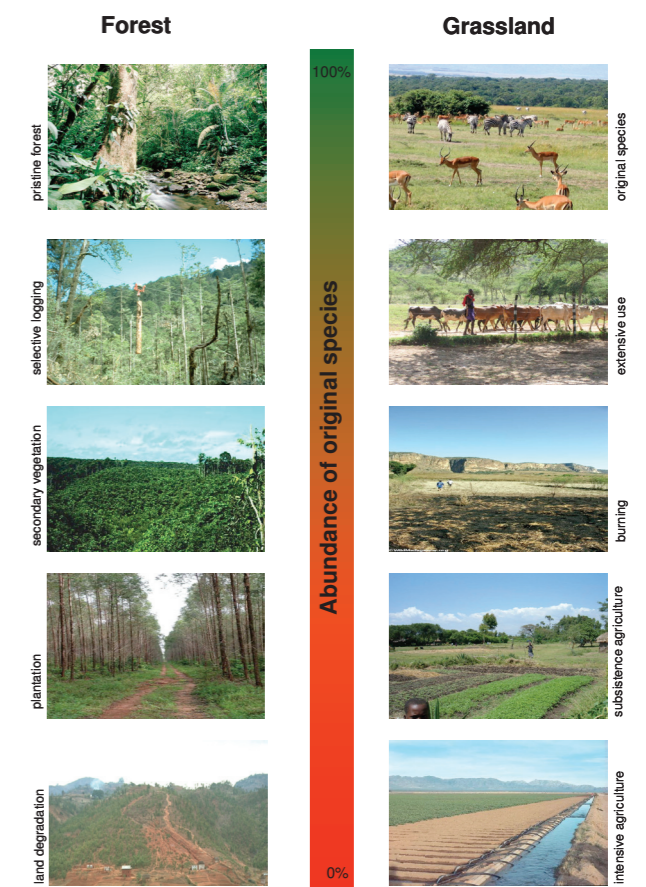 Forest
Grassland
100%
pristine forest
original species
selective logging
extensive use
Abundance of original species
secondary vegetation
burning
plantation
subsistence agriculture
land degradation
intensive agriculture
0%